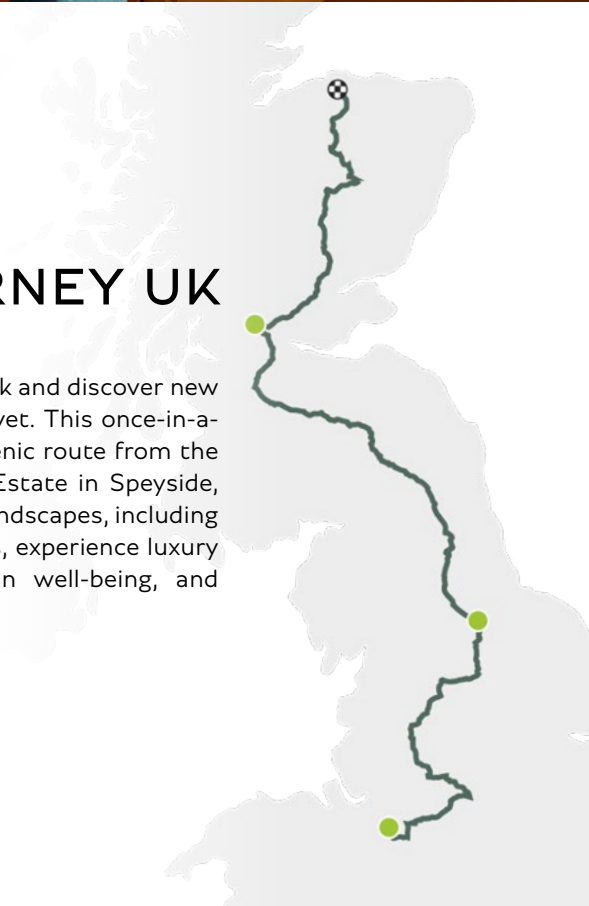 RNEY UK
k and discover new
vet. This once-in-a-
enic route from the
Estate in Speyside,
ndscapes, including
, experience luxury
n well-being, and